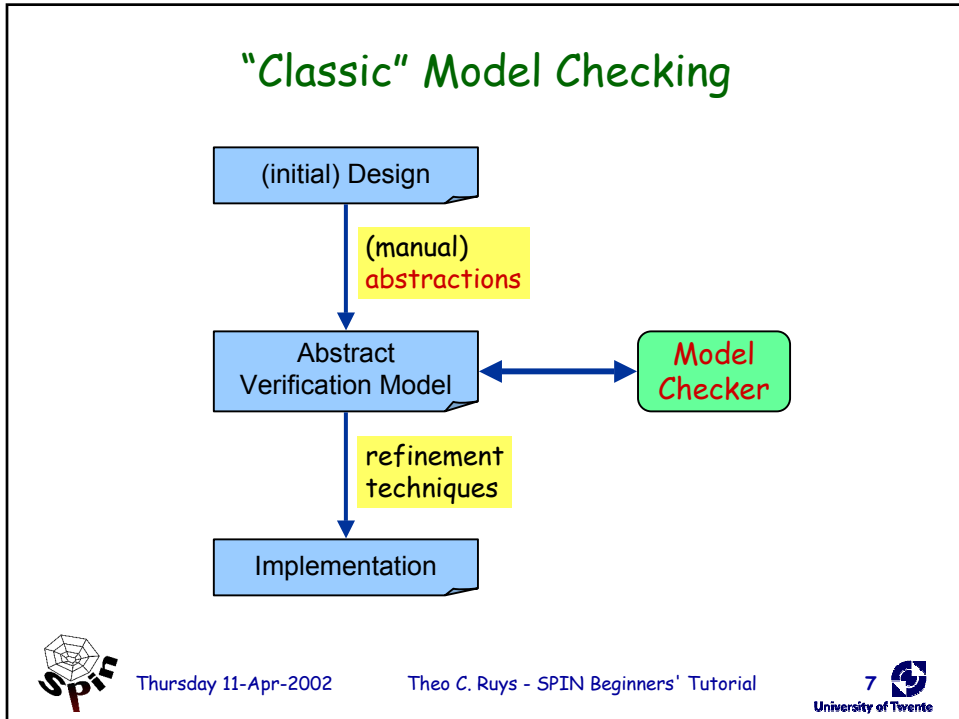 “Classic” Model Checking
(initial) Design
(manual)
abstractions
Abstract
Verification Model
Model
Checker
refinement
techniques
Implementation
Spin
Thursday 11-Apr-2002
Theo C. Ruys - SPIN Beginners' Tutorial
7
University of Twente